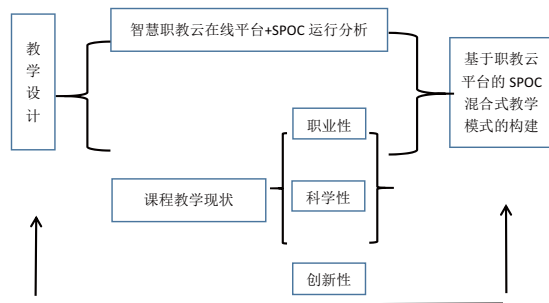 教
学
设
计
智慧职教云在线平台+SPOC 运行分析
基于职教云
平台的 SPOC
混合式教学
模式的构建
课程教学现状
职业性
科学性
创新性